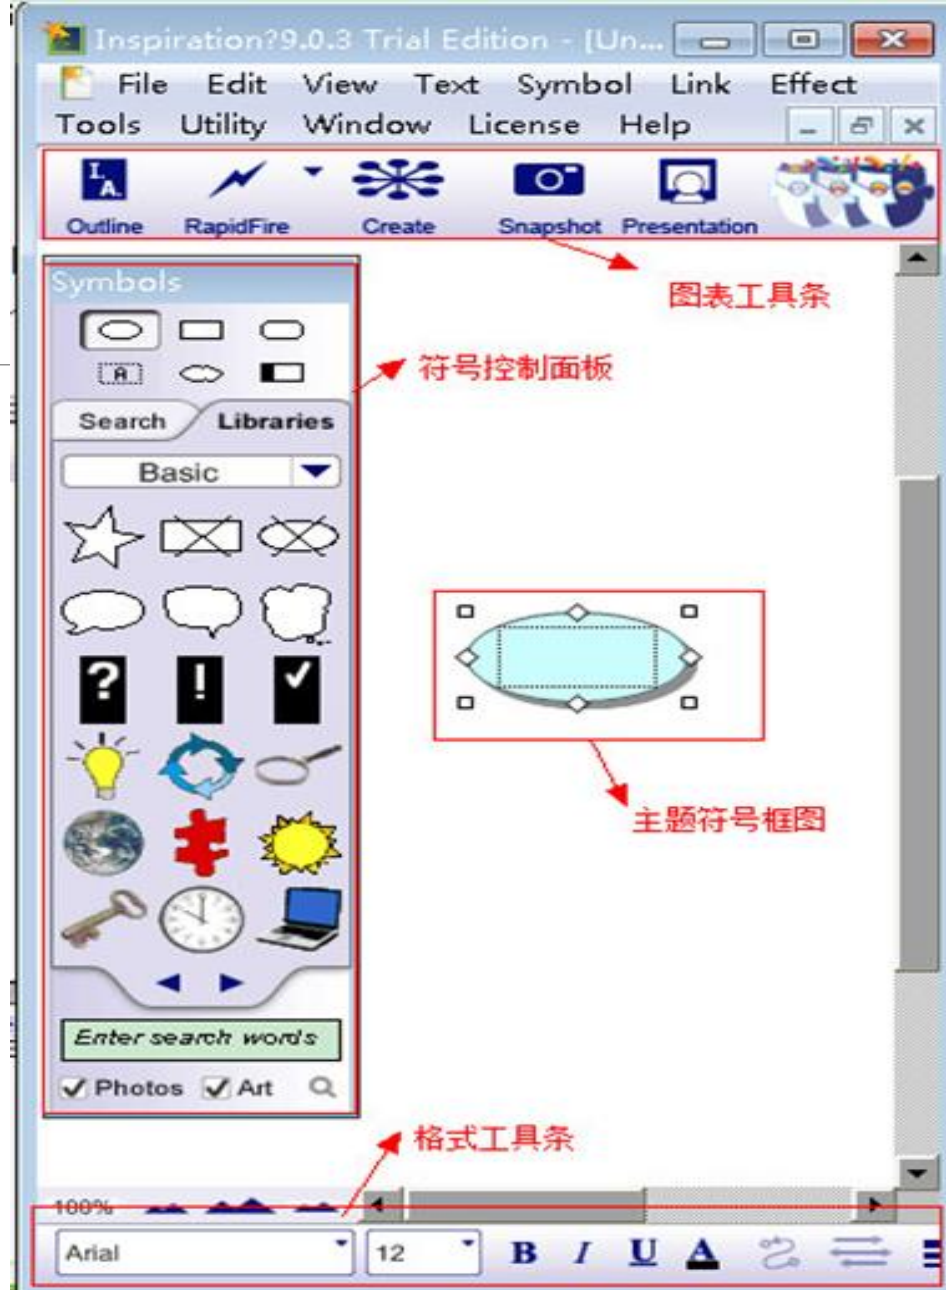 Inspiration?9.0.3 Trial Edition - [Un...
File Edit View Text Symbol Link Effect
Tools Utility Window License Help
I. A.
Outline RapidFire Create Snapshot Presentation
图表工具条
Symbols
符号控制面板
A
Search Libraries
Basic
? ! 
主题符号框图
Enter search words
Photos Art
格式工具条
100%
Arial 12 B I U A